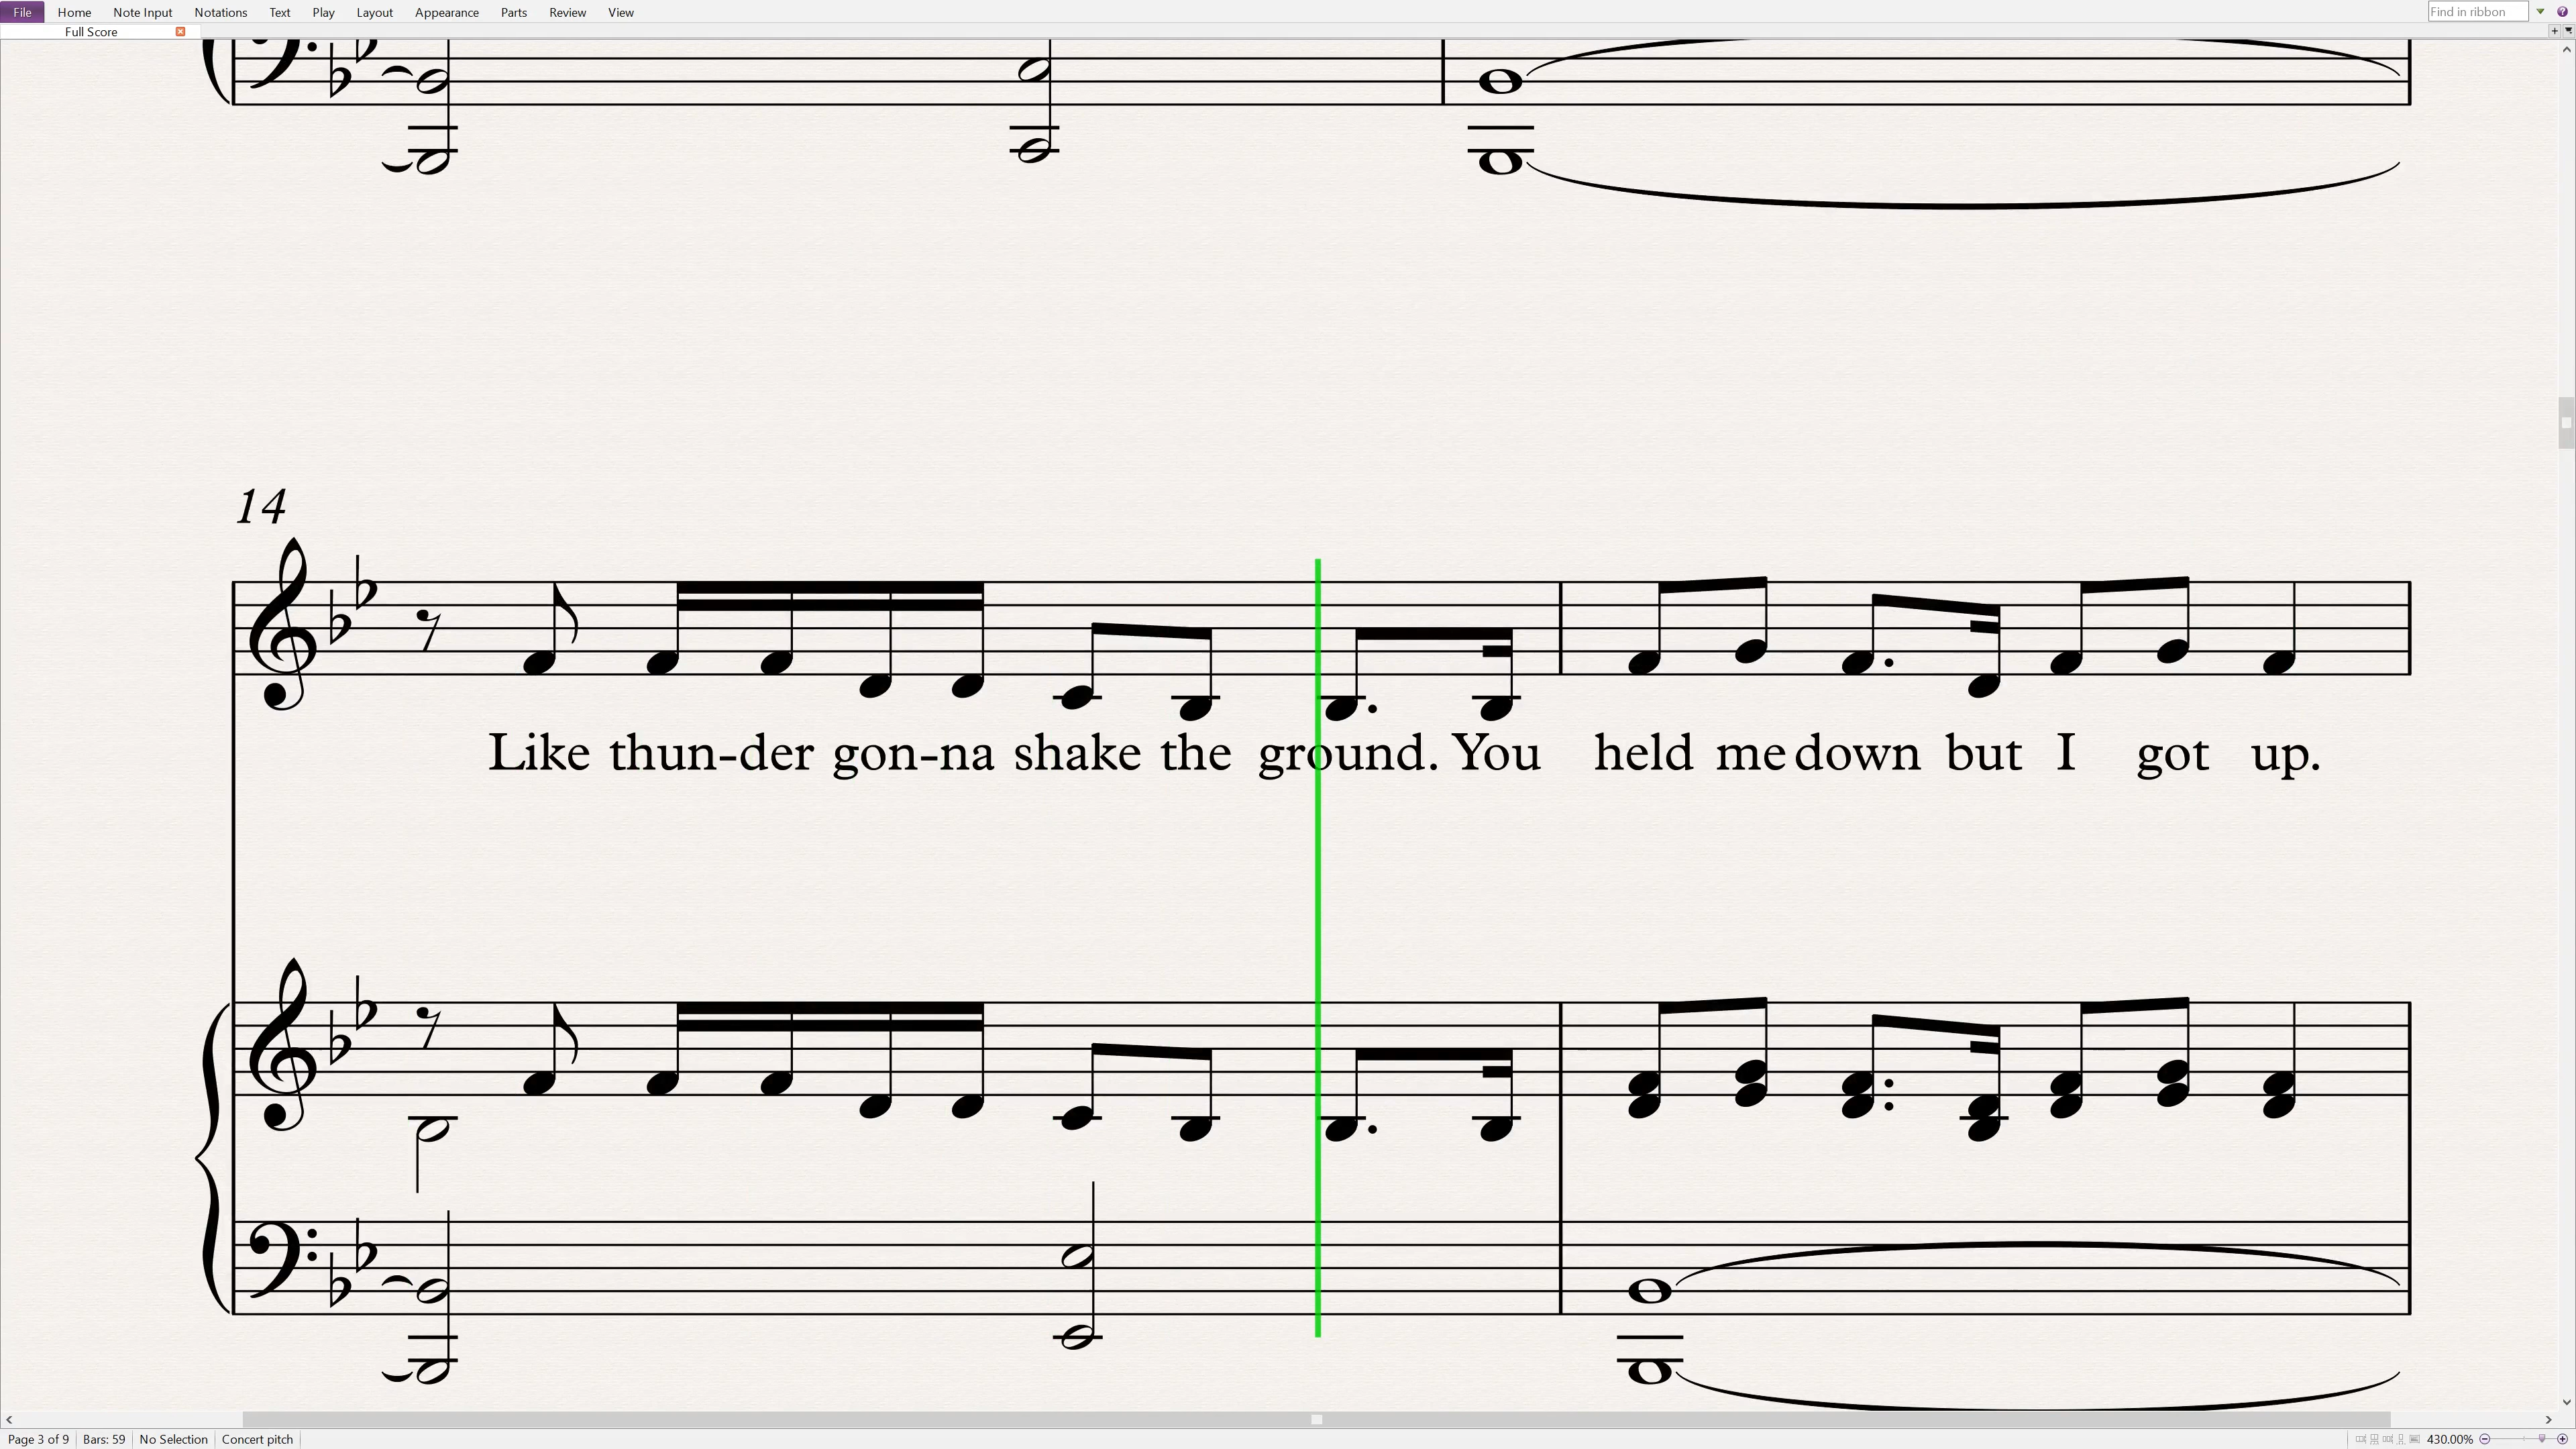 File Home Note Input Notations Text Play Layout Appearance Parts Review View Find in ribbon
Full Score
14
Like thun-der gon-na shake the ground. You held me down but I got up.
Page 3 of 9 Bars: 59 No Selection Concert pitch 430.00%